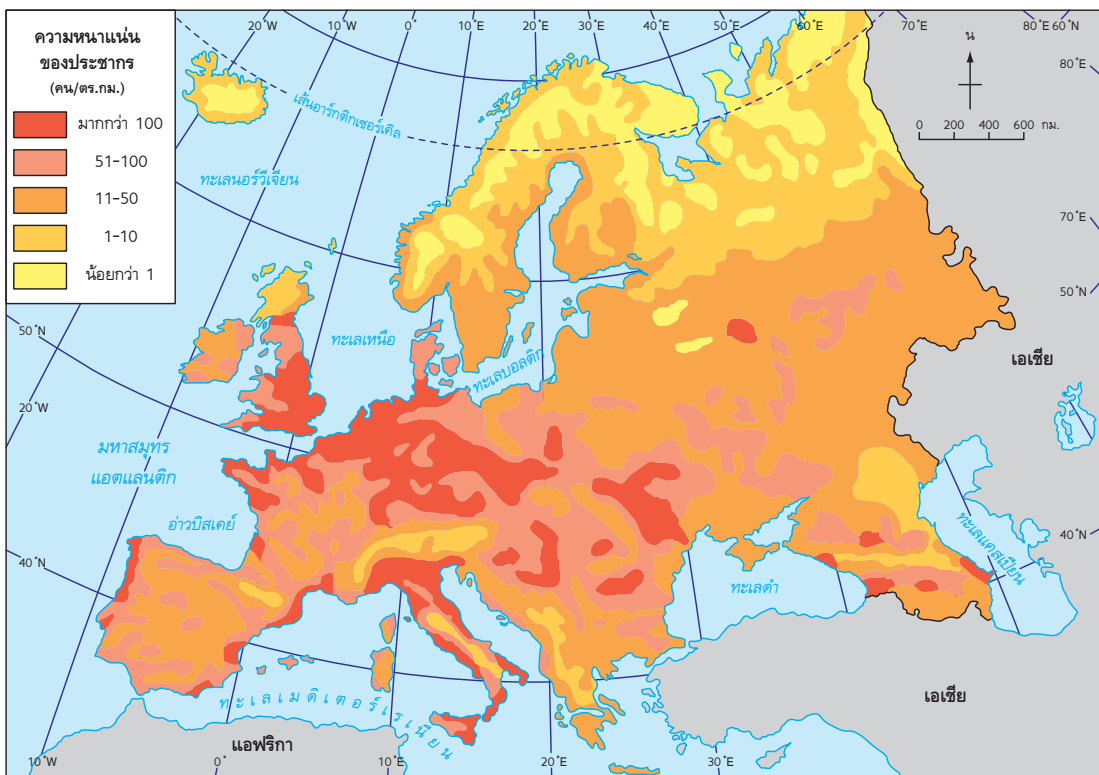 ความหนาแน่น
ของประชากร
(คน/ตร.กม.)
มากกว่า 100
51-100
11-50
1-10
น้อยกว่า 1
20°W
10°W
0°
10°E
20°E
30°E
40°E
50°E
60°E
70°E
80°E
60°N
น
0 200 400 600 กม.
เส้นอาร์กติกเซอร์เคิล
ทะเลนอร์วีเจียน
70°E
50°N
50°N
ทะเลเหนือ
ทะเลบอลติก
เอเชีย
20°W
มหาสมุทร
แอตแลนติก
อ่าวบิสเคย์
ทะเลแคสเปียน
40°N
40°N
ทะเลดำ
ทะเลเมดิเตอร์เรเนียน
เอเชีย
แอฟริกา
10°W
0°
10°E
20°E
30°E